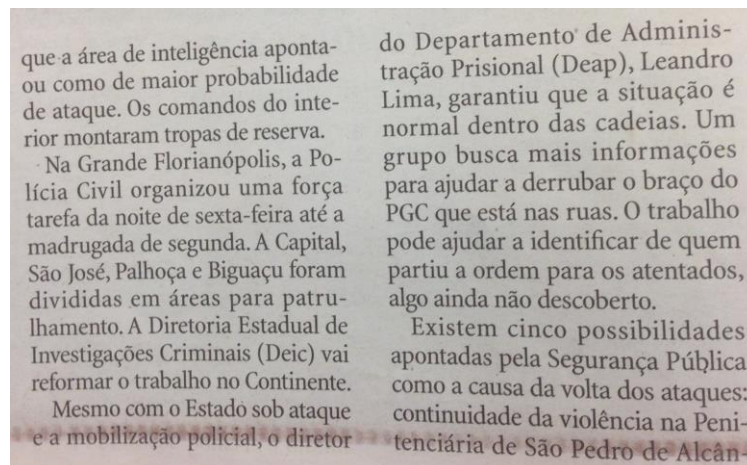 que a área de inteligência aponta-
ou como de maior probabilidade
de ataque. Os comandos do inte-
rior montaram tropas de reserva.
Na Grande Florianópolis, a Po-
lícia Civil organizou uma força
tarefa da noite de sexta-feira até a
madrugada de segunda. A Capital,
São José, Palhoça e Biguaçu foram
divididas em áreas para patru-
lhamento. A Diretoria Estadual de
Investigações Criminais (Deic) vai
reformar o trabalho no Continente.
Mesmo com o Estado sob ataque
e a mobilização policial, o diretor
do Departamento de Adminis-
tração Prisional (Deap), Leandro
Lima, garantiu que a situação é
normal dentro das cadeias. Um
grupo busca mais informações
para ajudar a derrubar o braço do
PGC que está nas ruas. O trabalho
pode ajudar a identificar de quem
partiu a ordem para os atentados,
algo ainda não descoberto.
Existem cinco possibilidades
apontadas pela Segurança Pública
como a causa da volta dos ataques:
continuidade da violência na Peni-
tenciária de São Pedro de Alcân-